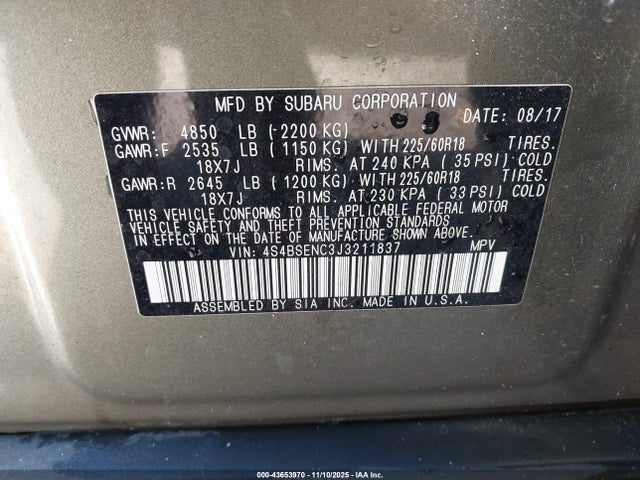 MFD BY SUBARU CORPORATION DATE: 08/17
GVWR: 4850 LB (-2200 KG)
GAWR:F 2535 LB (1150 KG) WITH 225/60R18 TIRES.
18X7J RIMS. AT 240 KPA (35 PSI) COLD
GAWR:R 2645 LB (1200 KG) WITH 225/60R18 TIRES.
18X7J RIMS. AT 230 KPA (33 PSI) COLD
THIS VEHICLE CONFORMS TO ALL APPLICABLE FEDERAL MOTOR
VEHICLE SAFETY AND THEFT PREVENTION STANDARDS
IN EFFECT ON THE DATE OF MANUFACTURE SHOWN ABOVE.
VIN: 4S4BSENC3J3211837 MPV
ASSEMBLED BY SIA INC. MADE IN U.S.A.
000-43653970 - 11/10/2025 - IAA Inc.